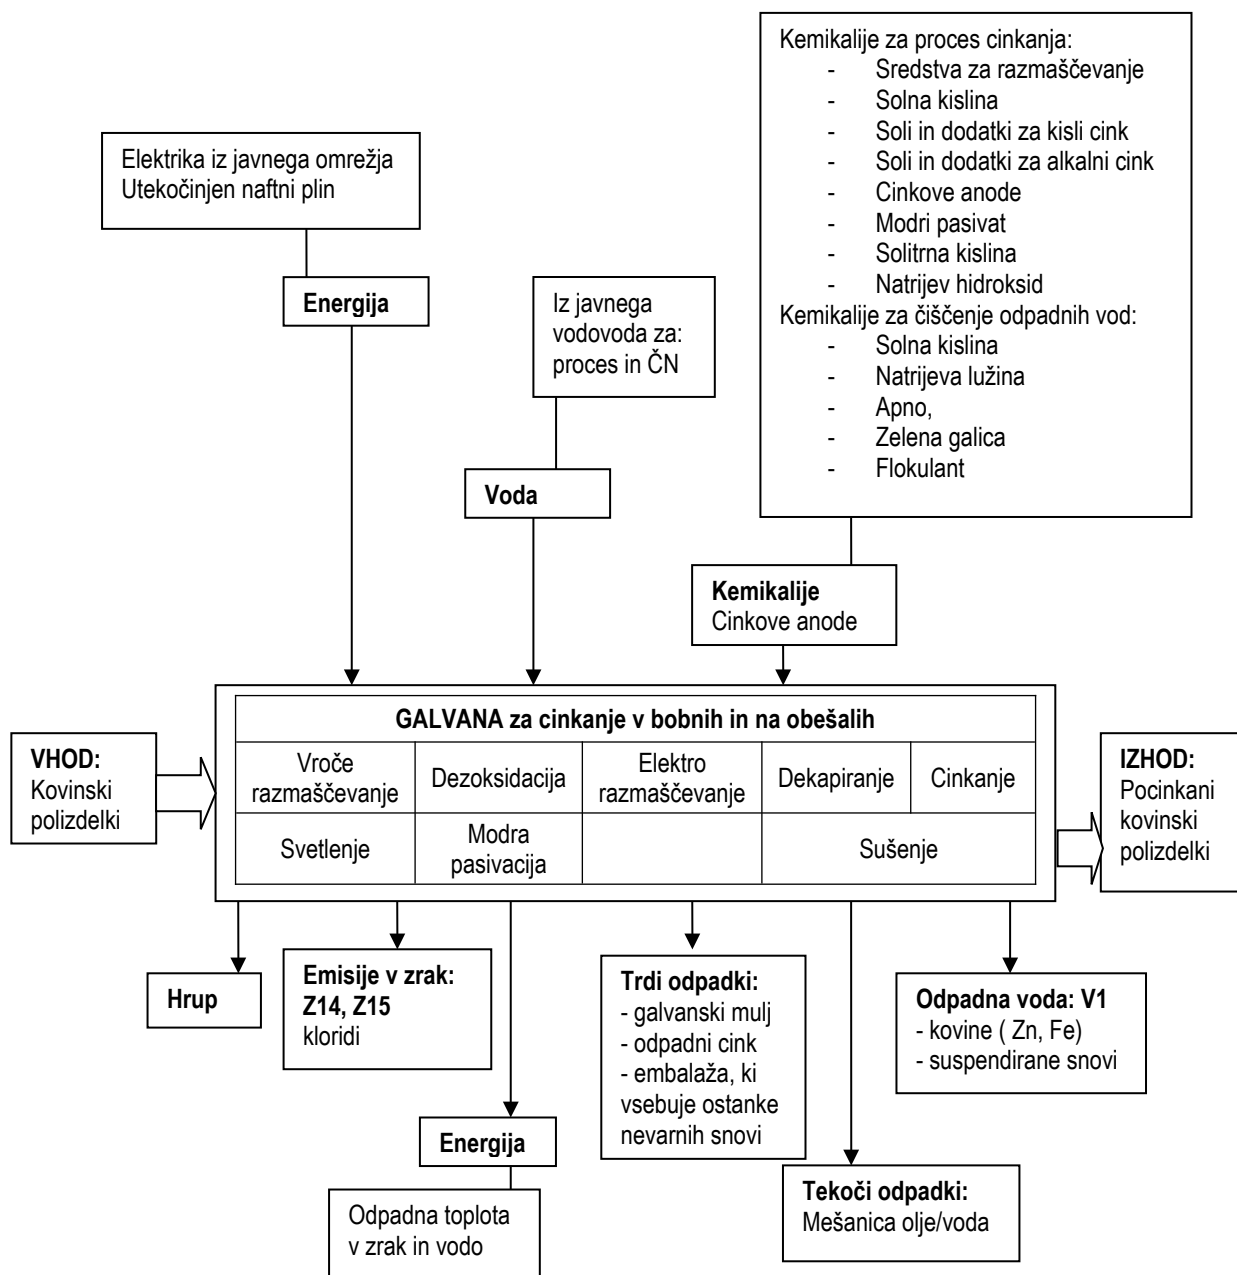 Kemikalije za proces cinkanja:
- Sredstva za razmaščevanje
- Solna kislina
- Soli in dodatki za kisli cink
- Soli in dodatki za alkalni cink
- Cinkove anode
- Modri pasivat
- Solitrna kislina
- Natrijev hidroksid
Kemikalije za čiščenje odpadnih vod:
- Solna kislina
- Natrijeva lužina
- Apno,
- Zelena galica
- Flokulant
Elektrika iz javnega omrežja
Utekočinjen naftni plin
Energija
Iz javnega
vodovoda za:
proces in ČN
Voda
Kemikalije
Cinkove anode
GALVANA za cinkanje v bobnih in na obešalih
VHOD:
Kovinski
polizdelki
Vroče
razmaščevanje
Dezoksidacija
Elektro
razmaščevanje
Dekapiranje
Cinkanje
Svetlenje
Modra
pasivacija
Sušenje
IZHOD:
Pocinkani
kovinski
polizdelki
Hrup
Emisije v zrak:
Z14, Z15
kloridi
Trdi odpadki:
- galvanski mulj
- odpadni cink
- embalaža, ki
vsebuje ostanke
nevarnih snovi
Odpadna voda: V1
- kovine ( Zn, Fe)
- suspendirane snovi
Energija
Odpadna toplota
v zrak in vodo
Tekoči odpadki:
Mešanica olje/voda